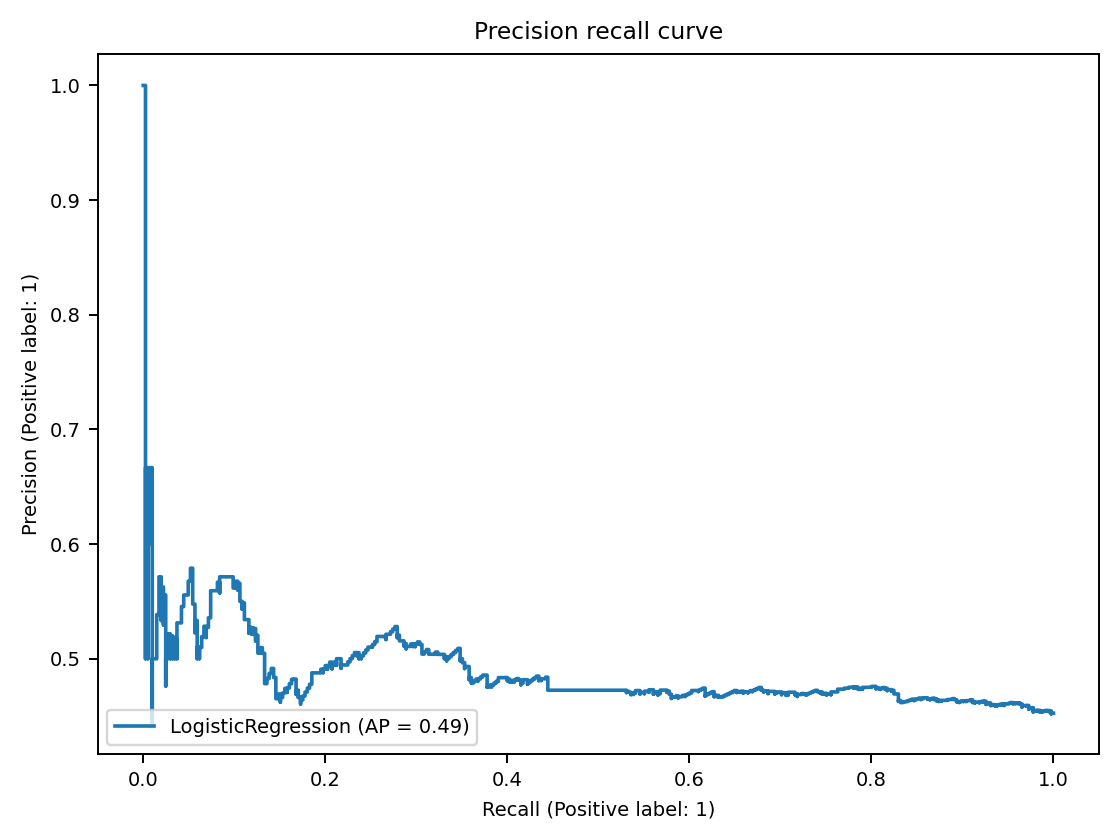 Precision recall curve
1.0
0.9
0.8
0.7
0.6
0.5
Precision (Positive label: 1)
LogisticRegression (AP = 0.49)
0.0 0.2 0.4 0.6 0.8 1.0
Recall (Positive label: 1)